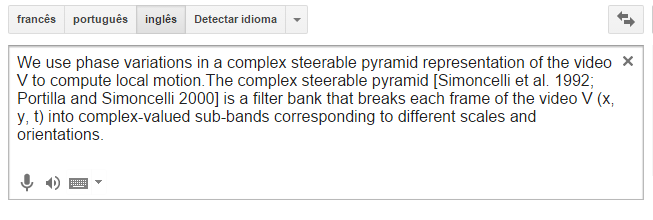 francês português inglês Detectar idioma
We use phase variations in a complex steerable pyramid representation of the video
V to compute local motion.The complex steerable pyramid [Simoncelli et al. 1992;
Portilla and Simoncelli 2000] is a filter bank that breaks each frame of the video V (x,
y, t) into complex-valued sub-bands corresponding to different scales and
orientations.